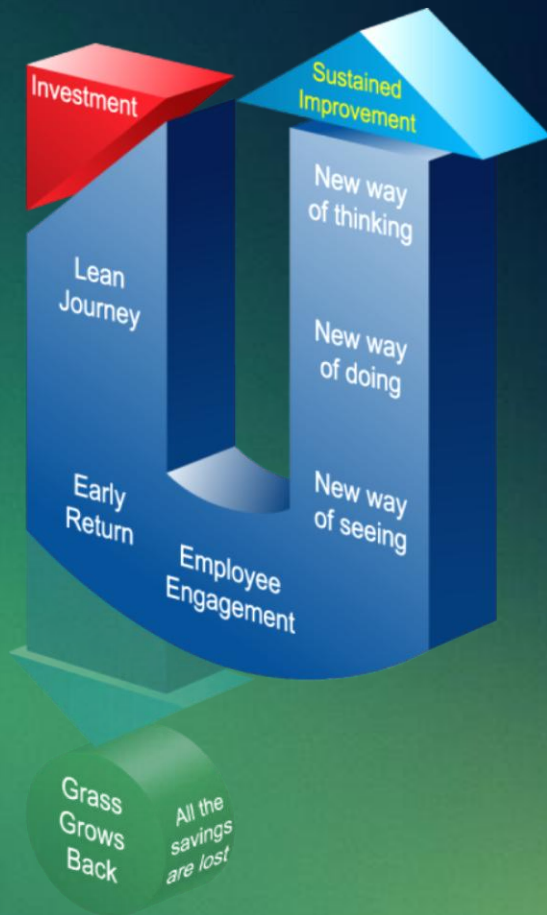 Investment
Lean
Journey
Early
Return
Employee
Engagement
New way
of seeing
New way
of doing
New way
of thinking
Sustained
Improvement
Grass
Grows
Back
All the
savings
are lost